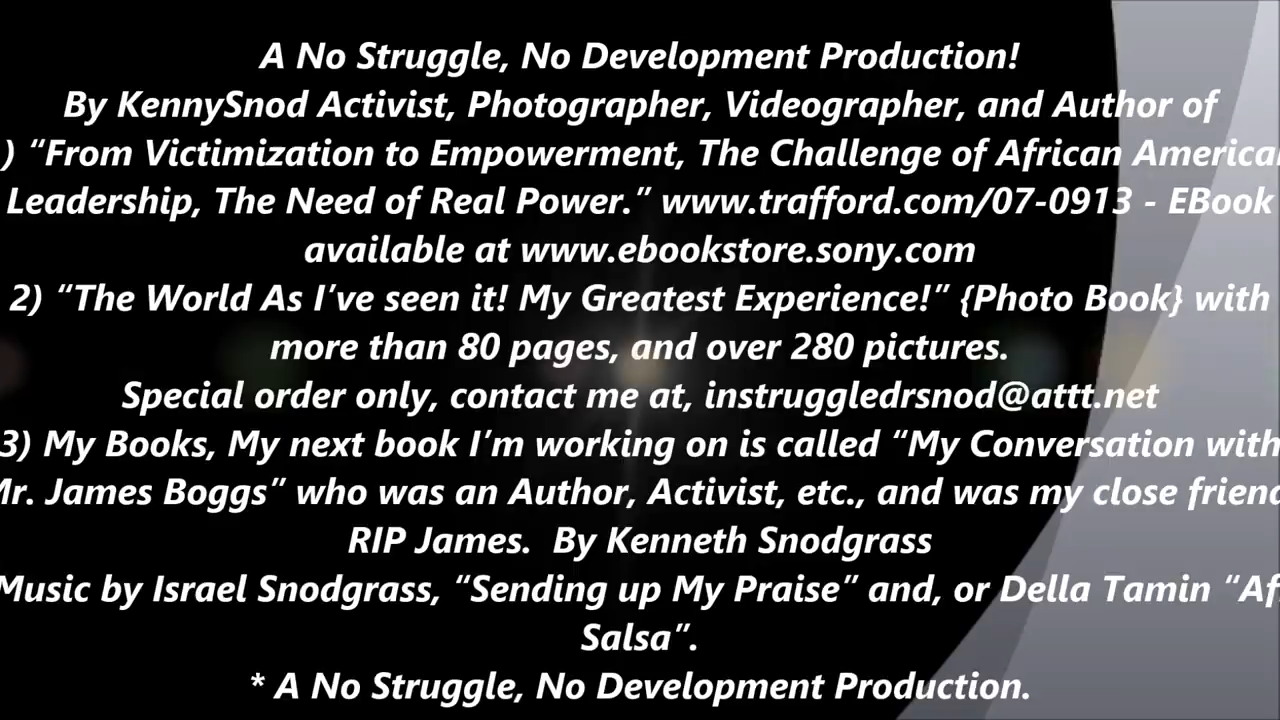 A No Struggle, No Development Production!
By KennySnod Activist, Photographer, Videographer, and Author of
) “From Victimization to Empowerment, The Challenge of African America
Leadership, The Need of Real Power.” www.trafford.com/07-0913 - EBook
available at www.ebookstore.sony.com
2) “The World As I’ve seen it! My Greatest Experience!” {Photo Book} with
more than 80 pages, and over 280 pictures.
Special order only, contact me at, instruggledrsnod@attt.net
3) My Books, My next book I’m working on is called “My Conversation with
Mr. James Boggs” who was an Author, Activist, etc., and was my close friend
RIP James.  By Kenneth Snodgrass
Music by Israel Snodgrass, “Sending up My Praise” and, or Della Tamin “Af
Salsa”.
* A No Struggle, No Development Production.